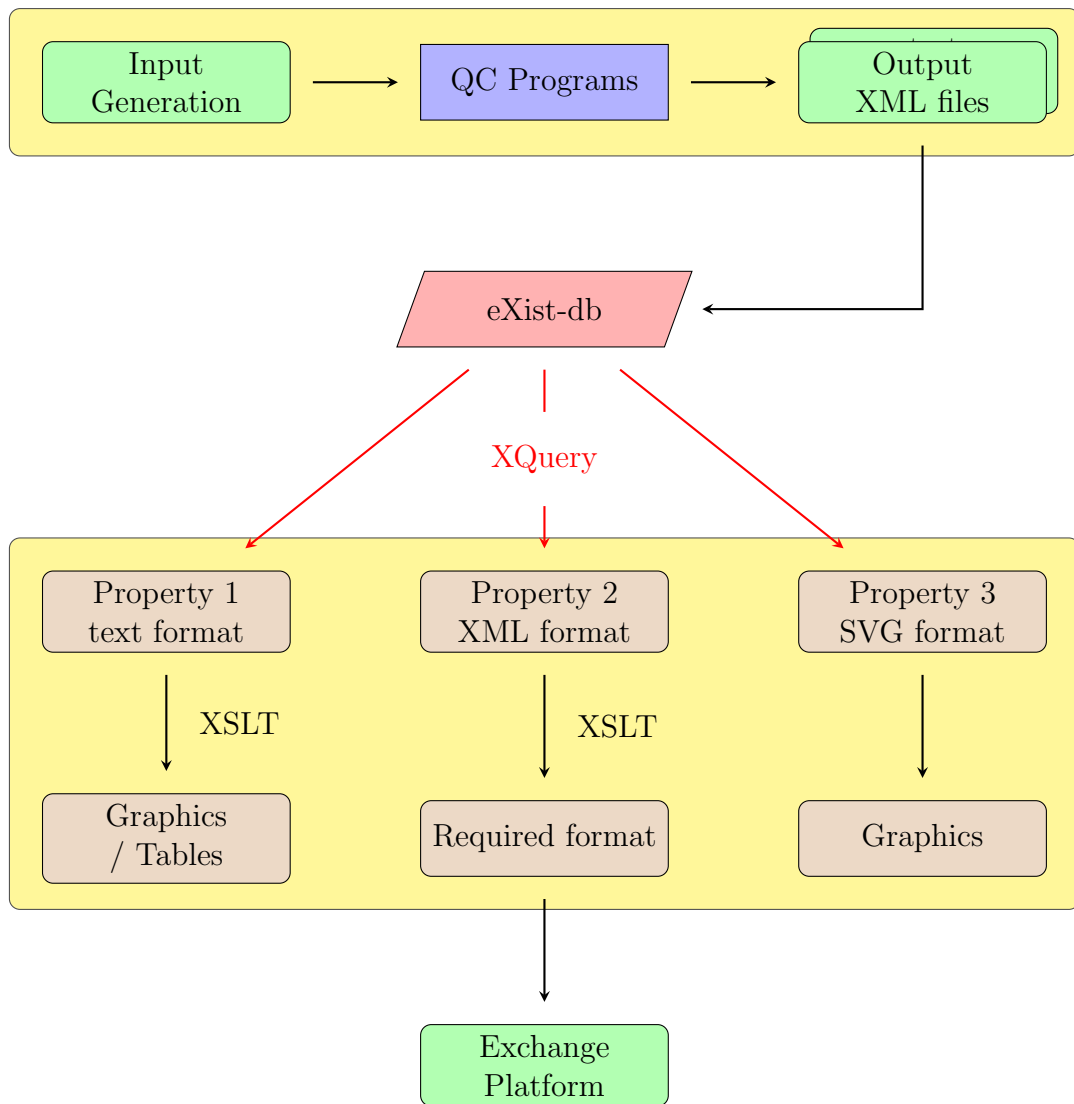 Input
Generation
QC Programs
Output
XML files
eXist-db
XQuery
Property 1
text format
Property 2
XML format
Property 3
SVG format
XSLT
XSLT
Graphics
/ Tables
Required format
Graphics
Exchange
Platform